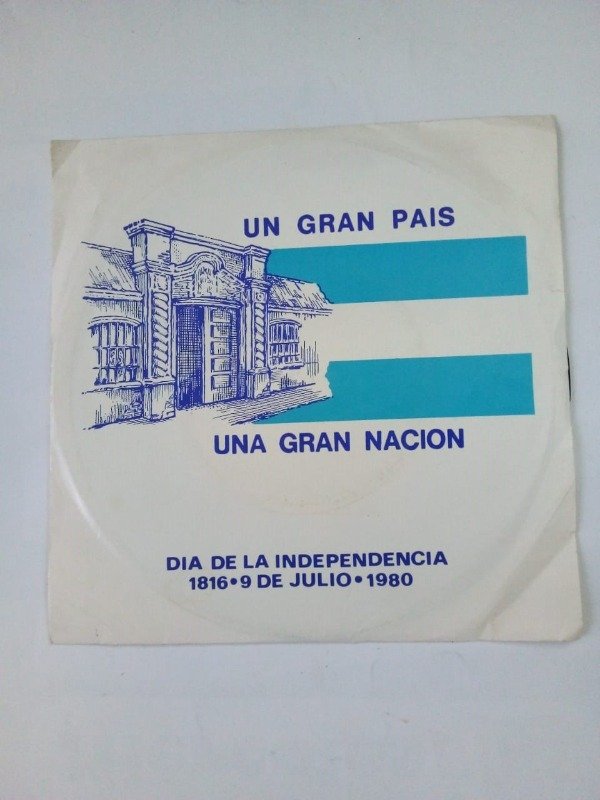 UN GRAN PAIS
UNA GRAN NACION
DIA DE LA INDEPENDENCIA
1816•9 DE JULIO•1980